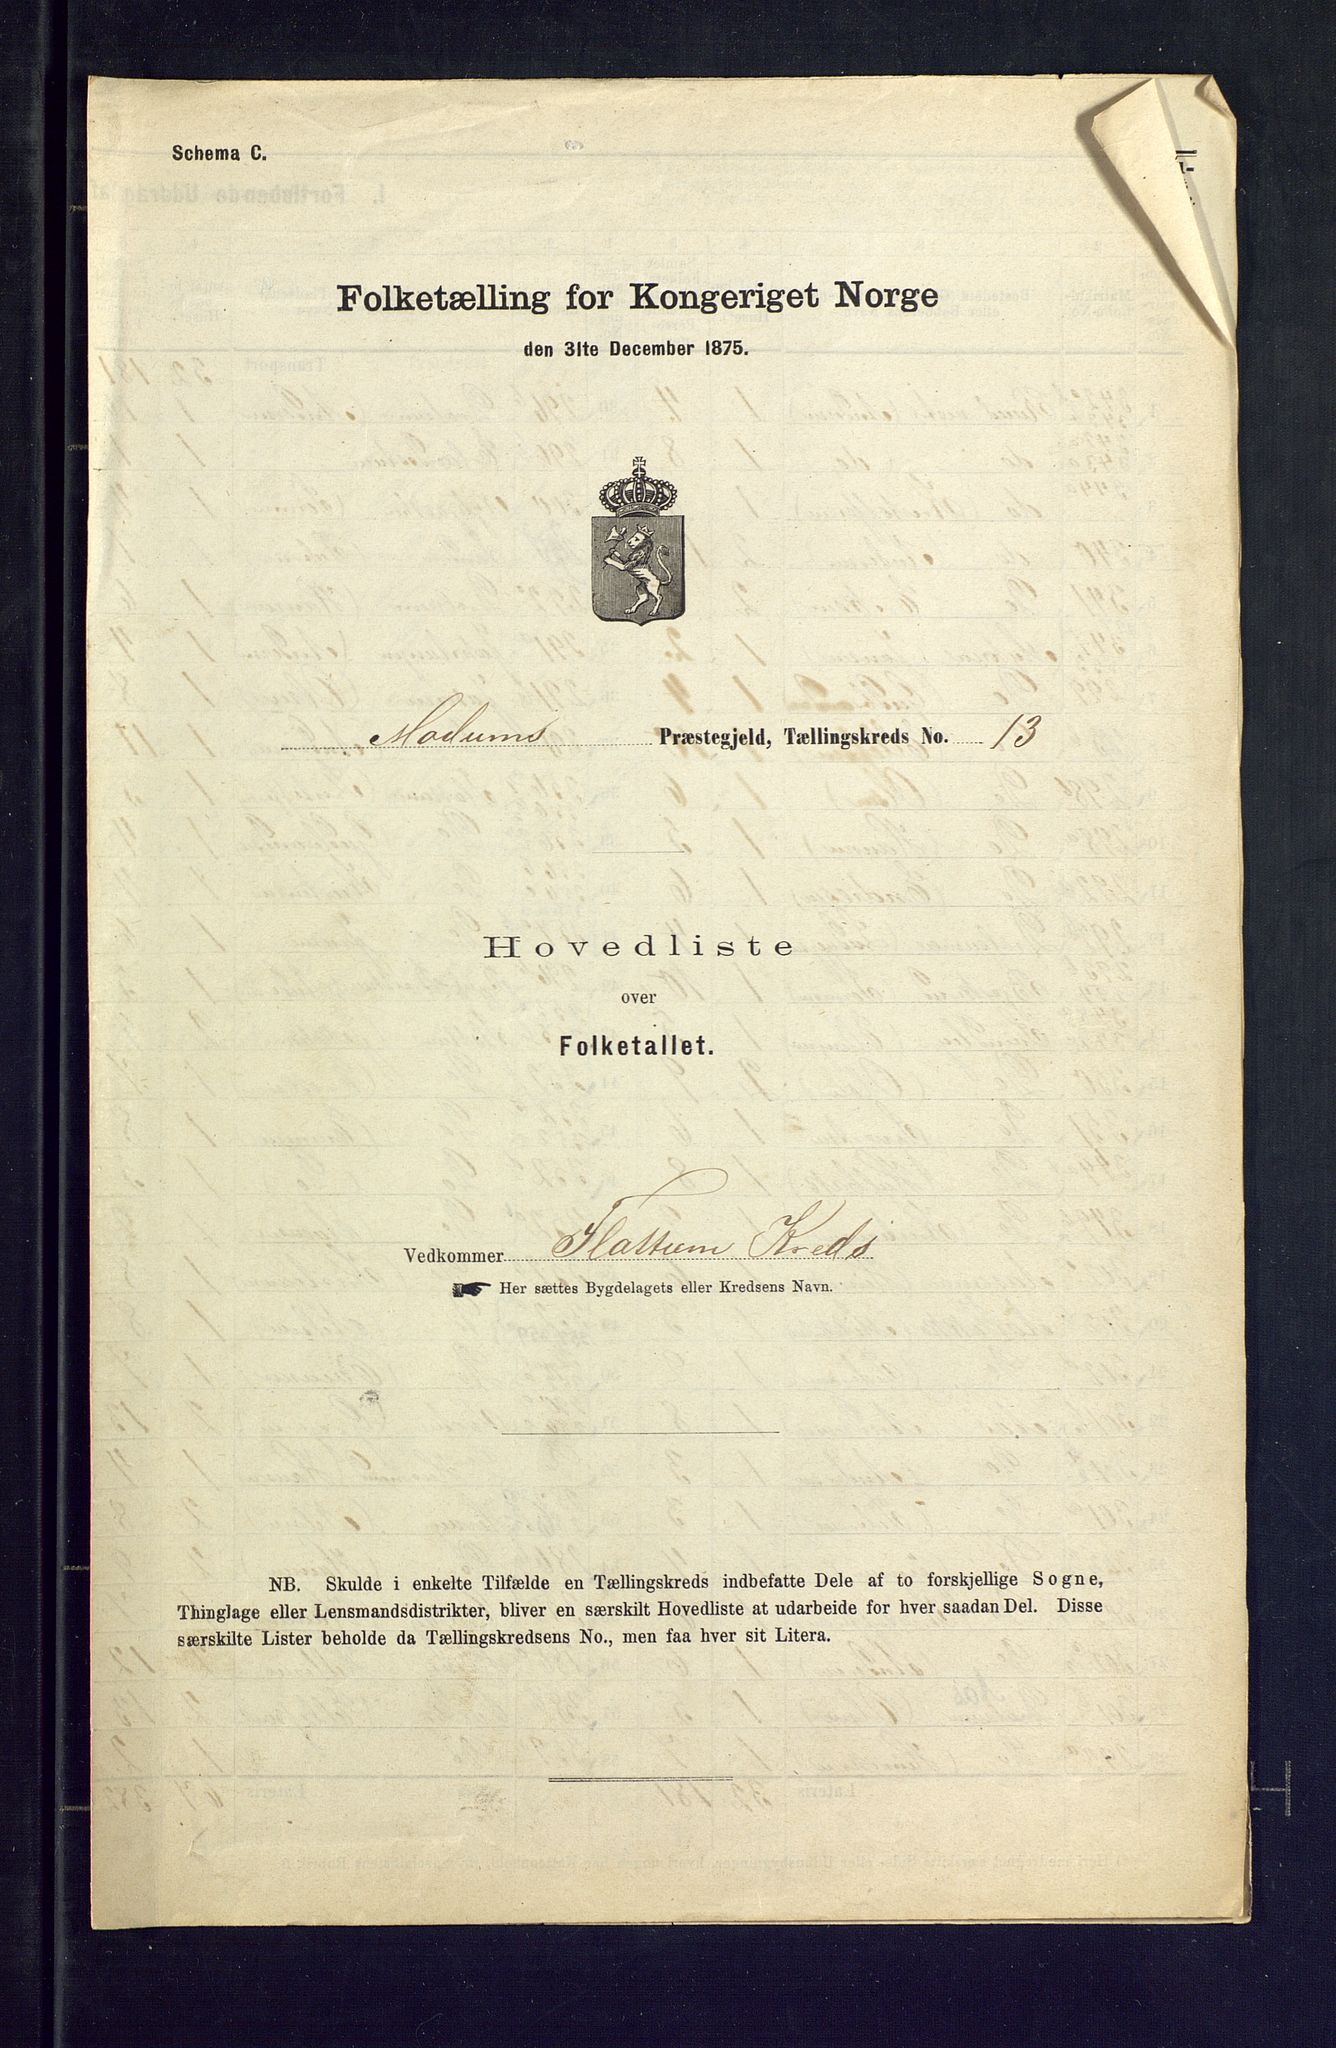 Schema C.
Folketælling for Kongeriget Norge
den 31te December 1875.
Modums Præstegjeld, Tællingskreds No. 13
Hovedliste
over
Folketallet.
Vedkommer Flattum Kreds
Her sættes Bygdelagets eller Kredsens Navn.
NB. Skulde i enkelte Tilfælde en Tællingskreds indbefatte Dele af to forskjellige Sogne,
Thinglage eller Lensmandsdistrikter, bliver en særskilt Hovedliste at udarbeide for hver saadan Del. Disse
særskilte Lister beholde da Tællingskredsens No., men faa hver sit Litera.